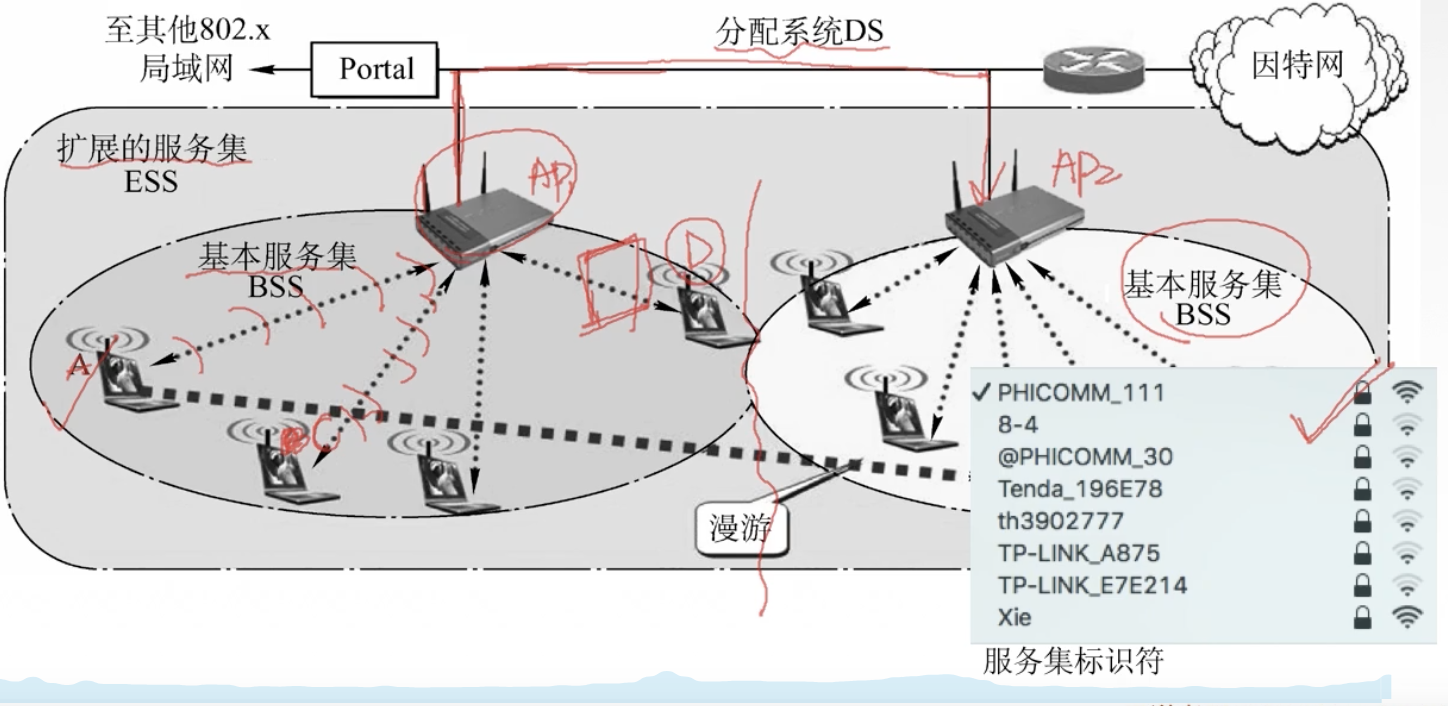 至其他802.x
局域网
Portal
分配系统DS
因特网
扩展的服务集
ESS
AP1
AP2
基本服务集
BSS
D
基本服务集
BSS
A
C
漫游
PHICOMM_111
8-4
@PHICOMM_30
Tenda_196E78
th3902777
TP-LINK_A875
TP-LINK_E7E214
Xie
服务集标识符